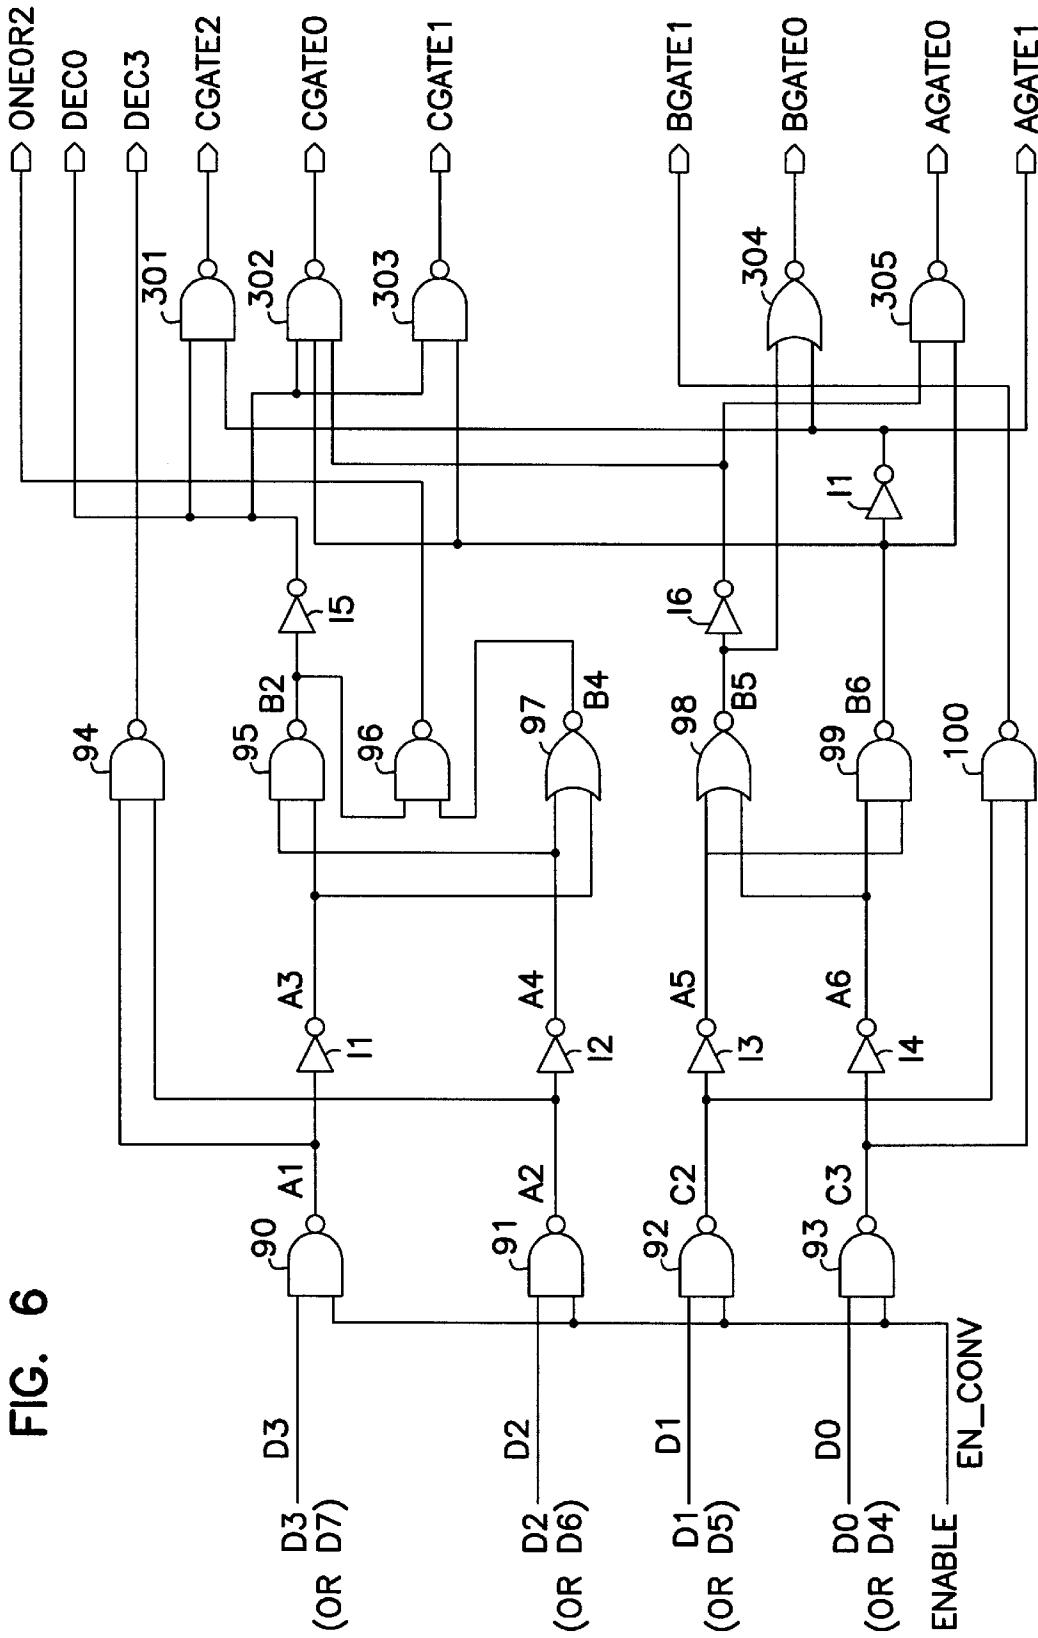 FIG. 6
ONEOR2
DEC0
DEC3
CGATE2
CGATE0
CGATE1
BGATE1
BGATE0
AGATE0
AGATE1
301
302
303
304
305
94
95
B2
I5
96
97
B4
98
B5
I6
99
B6
I1
100
A3
I1
A4
I2
A5
I3
A6
I4
90
A1
91
A2
92
C2
93
C3
D3
D3
(OR D7)
D2
D2
(OR D6)
D1
D1
(OR D5)
D0
D0
(OR D4)
ENABLE
EN_CONV